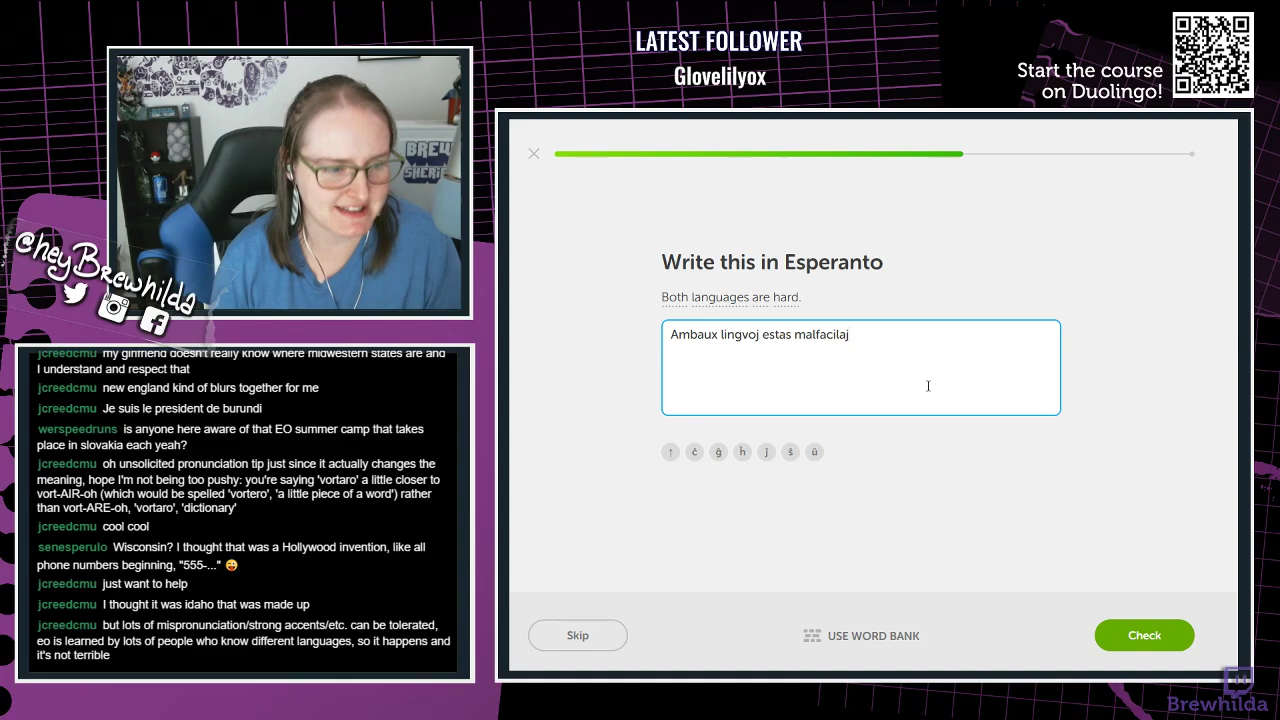 LATEST FOLLOWER
Glovelilyox
Start the course
on Duolingo!
BREW
SHERIF
@heyBrewhilda
Write this in Esperanto
Both languages are hard.
Ambaux lingvoj estas malfacilaj
↑ ĉ ĝ ĥ ĵ ŝ ŭ
Skip
USE WORD BANK
Check
jcreedcmu my girlfriend doesn't really know where midwestern states are and
I understand and respect that
jcreedcmu new england kind of blurs together for me
jcreedcmu Je suis le president de burundi
werspeedruns is anyone here aware of that EO summer camp that takes
place in slovakia each yeah?
jcreedcmu oh unsolicited pronunciation tip just since it actually changes the
meaning, hope I'm not being too pushy: you're saying 'vortaro' a little closer to
vort-AIR-oh (which would be spelled 'vortero', 'a little piece of a word') rather
than vort-ARE-oh, 'vortaro', 'dictionary'
jcreedcmu cool cool
senesperulo Wisconsin? I thought that was a Hollywood invention, like all
phone numbers beginning, "555-..." 😜
jcreedcmu just want to help
jcreedcmu I thought it was idaho that was made up
jcreedcmu but lots of mispronunciation/strong accents/etc. can be tolerated,
eo is learned by lots of people who know different languages, so it happens and
it's not terrible
Brewhilda